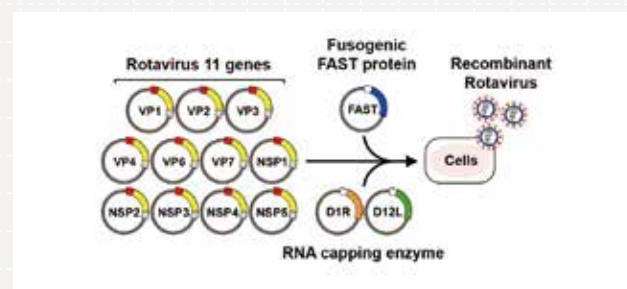 Rotavirus 11 genes
Fusogenic
FAST protein
Recombinant
Rotavirus
VP1 VP2 VP3
FAST
VP4 VP6 VP7 NSP1
Cells
NSP2 NSP3 NSP4 NSP5
D1R D12L
RNA capping enzyme